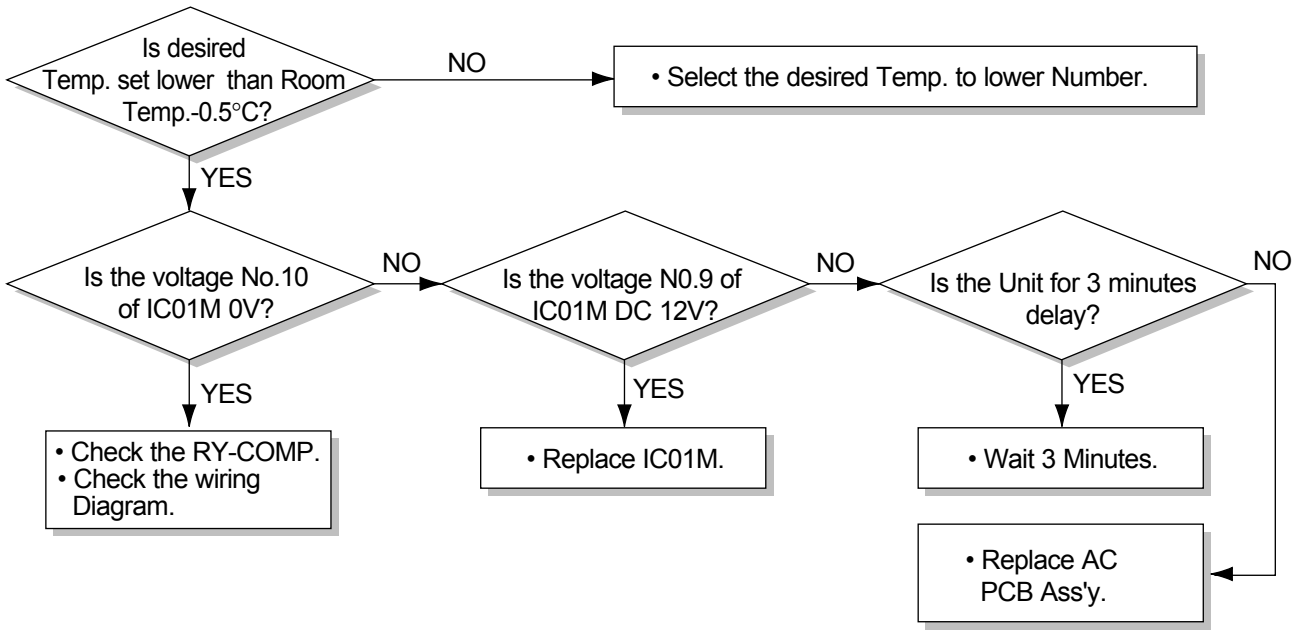 Is desired
Temp. set lower than Room
Temp.-0.5°C?
NO
• Select the desired Temp. to lower Number.
YES
Is the voltage No.10
of IC01M 0V?
NO
Is the voltage N0.9 of
IC01M DC 12V?
NO
Is the Unit for 3 minutes
delay?
NO
YES
• Check the RY-COMP.
• Check the wiring
Diagram.
YES
• Replace IC01M.
YES
• Wait 3 Minutes.
• Replace AC
PCB Ass'y.